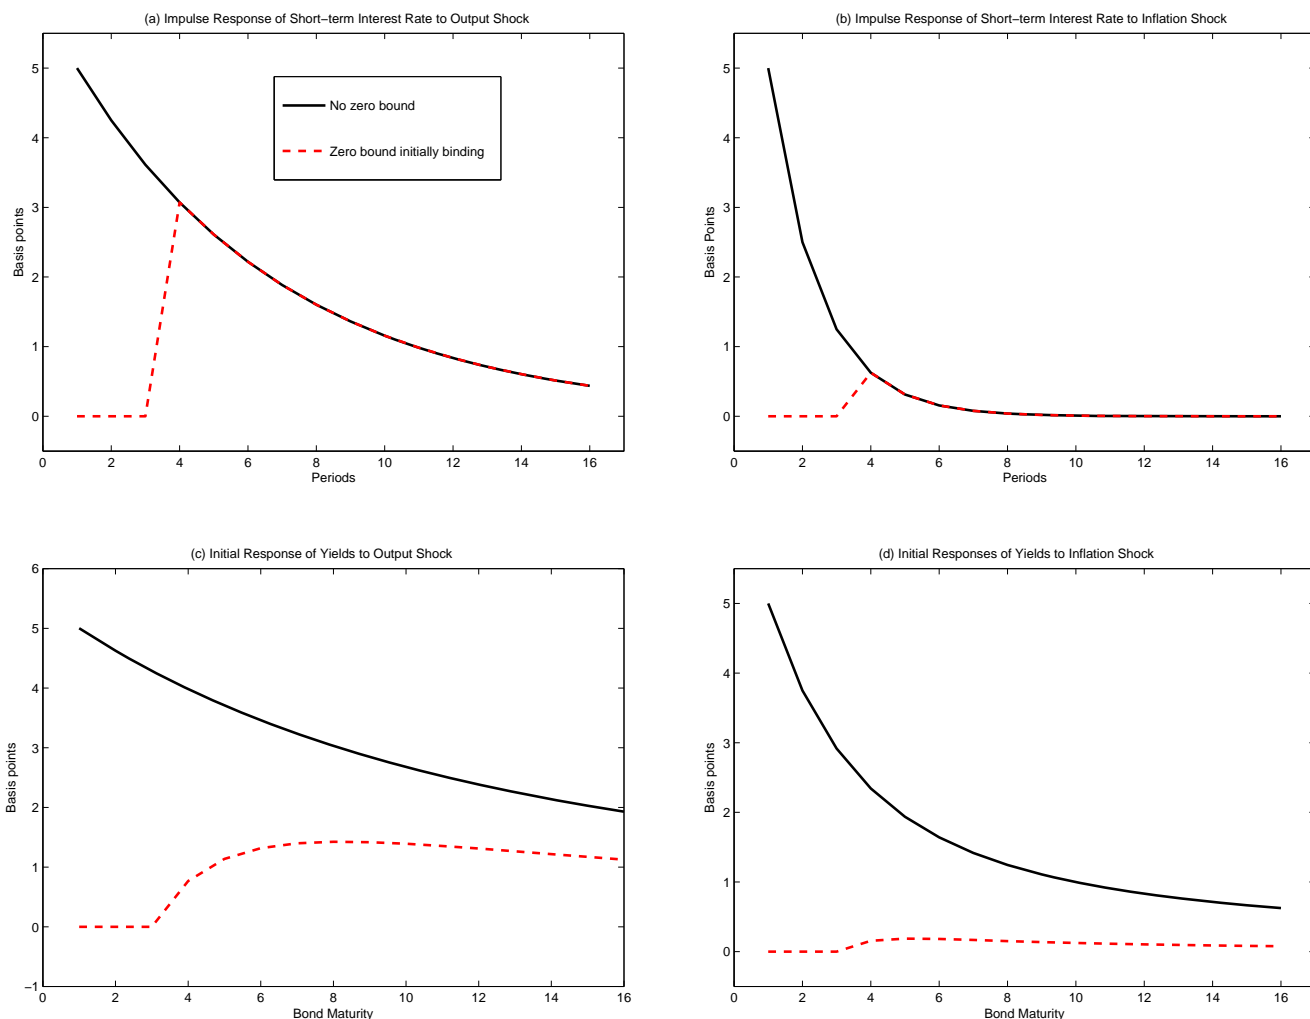 (a) Impulse Response of Short−term Interest Rate to Output Shock
5
4
3
2
1
0
Basis points
No zero bound
Zero bound initially binding
0 2 4 6 8 10 12 14 16
Periods
(b) Impulse Response of Short−term Interest Rate to Inflation Shock
5
4
3
2
1
0
Basis Points
0 2 4 6 8 10 12 14 16
Periods
(c) Initial Response of Yields to Output Shock
6
5
4
3
2
1
0
−1
Basis points
0 2 4 6 8 10 12 14 16
Bond Maturity
(d) Initial Responses of Yields to Inflation Shock
5
4
3
2
1
0
Basis points
0 2 4 6 8 10 12 14 16
Bond Maturity